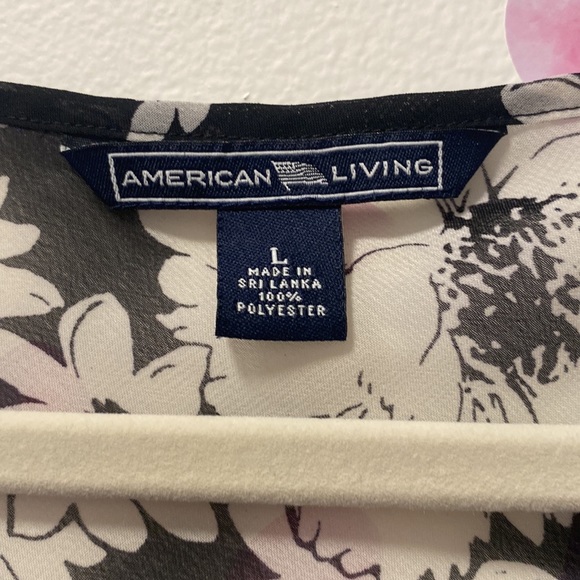 AMERICAN LIVING
L
MADE IN
SRI LANKA
100%
POLYESTER